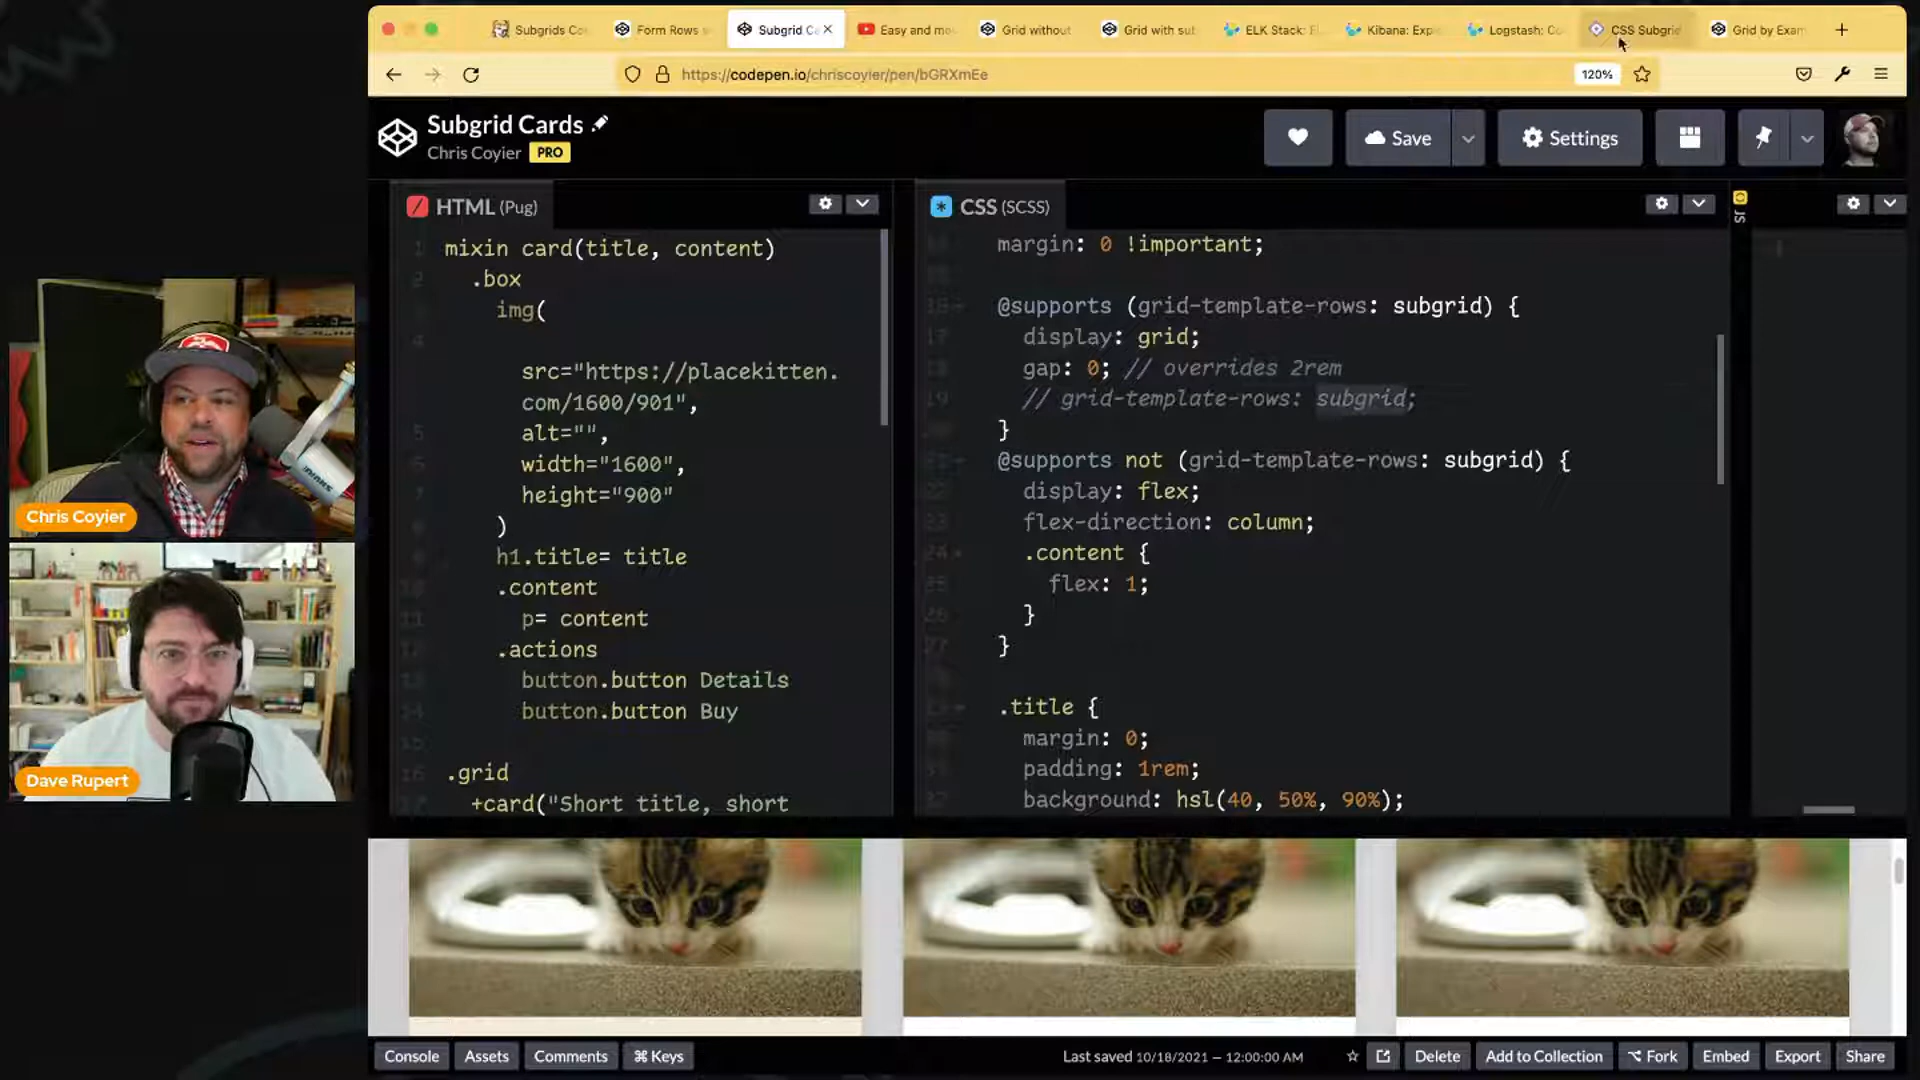 Subgrids Co
Form Rows
Subgrid Ca
Easy and mo
Grid without
Grid with sub
ELK Stack: E
Kibana: Expl
Logstash: Co
CSS Subgrid
Grid by Exam
https://codepen.io/chriscoyier/pen/bGRXmEe
120%
Subgrid Cards
Chris Coyier PRO
Save
Settings
HTML (Pug)
mixin card(title, content)
.box
img(
src="https://placekitten.
com/1600/901",
alt="",
width="1600",
height="900"
)
h1.title= title
.content
p= content
.actions
button.button Details
button.button Buy
.grid
+card("Short title, short
CSS (SCSS)
margin: 0 !important;
@supports (grid-template-rows: subgrid) {
display: grid;
gap: 0; // overrides 2rem
// grid-template-rows: subgrid;
}
@supports not (grid-template-rows: subgrid) {
display: flex;
flex-direction: column;
.content {
flex: 1;
}
}
.title {
margin: 0;
padding: 1rem;
background: hsl(40, 50%, 90%);
JS
Chris Coyier
Dave Rupert
Console
Assets
Comments
⌘ Keys
Last saved 10/18/2021 — 12:00:00 AM
Delete
Add to Collection
Fork
Embed
Export
Share